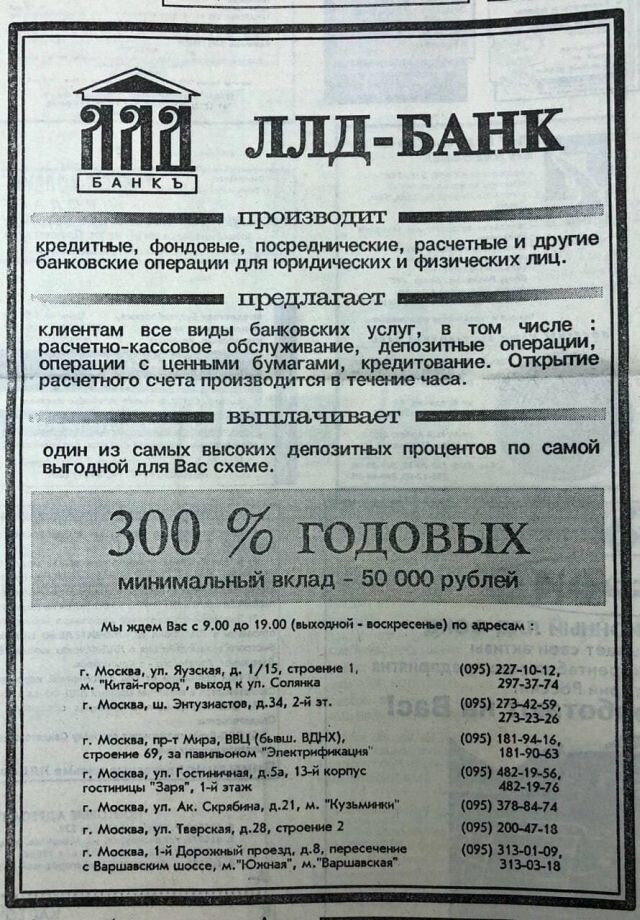 ЛЛД
БАНКЪ
ЛЛД-БАНК
производит
кредитные, фондовые, посреднические, расчетные и другие
банковские операции для юридических и физических лиц.
предлагает
клиентам все виды банковских услуг, в том числе :
расчетно-кассовое обслуживание, депозитные операции,
операции с ценными бумагами, кредитование. Открытие
расчетного счета производится в течение часа.
выплачивает
один из самых высоких депозитных процентов по самой
выгодной для Вас схеме.
300 % ГОДОВЫХ
минимальный вклад - 50 000 рублей
Мы ждем Вас с 9.00 до 19.00 (выходной - воскресенье) по адресам :
г. Москва, ул. Яузская, д. 1/15, строение 1, (095) 227-10-12,
м. "Китай-город", выход к ул. Солянка 297-37-74
г. Москва, ш. Энтузиастов, д.34, 2-й эт. (095) 273-42-59,
273-23-26
г. Москва, пр-т Мира, ВВЦ (бывш. ВДНХ), (095) 181-94-16,
строение 69, за павильоном "Электрификация" 181-90-63
г. Москва, ул. Гостиничная, д.5а, 13-й корпус (095) 482-19-56,
гостиницы "Заря", 1-й этаж 482-19-76
г. Москва, ул. Ак. Скрябина, д.21, м. "Кузьминки" (095) 378-84-74
г. Москва, ул. Тверская, д.28, строение 2 (095) 200-47-18
г. Москва, 1-й Дорожный проезд, д.8, пересечение (095) 313-01-09,
с Варшавским шоссе, м."Южная", м."Варшавская" 313-03-18